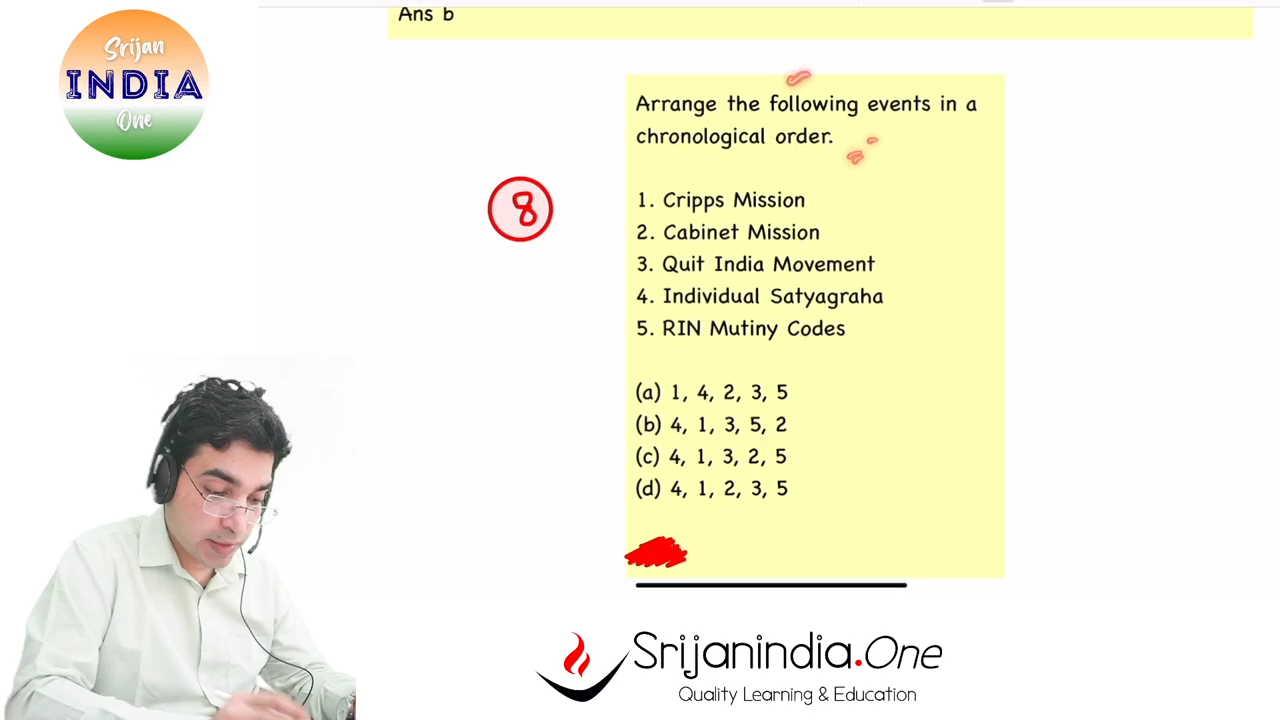 Ans b
Srijan
INDIA
One
Arrange the following events in a
chronological order.
8
1. Cripps Mission
2. Cabinet Mission
3. Quit India Movement
4. Individual Satyagraha
5. RIN Mutiny Codes
(a) 1, 4, 2, 3, 5
(b) 4, 1, 3, 5, 2
(c) 4, 1, 3, 2, 5
(d) 4, 1, 2, 3, 5
Srijanindia.One
Quality Learning & Education